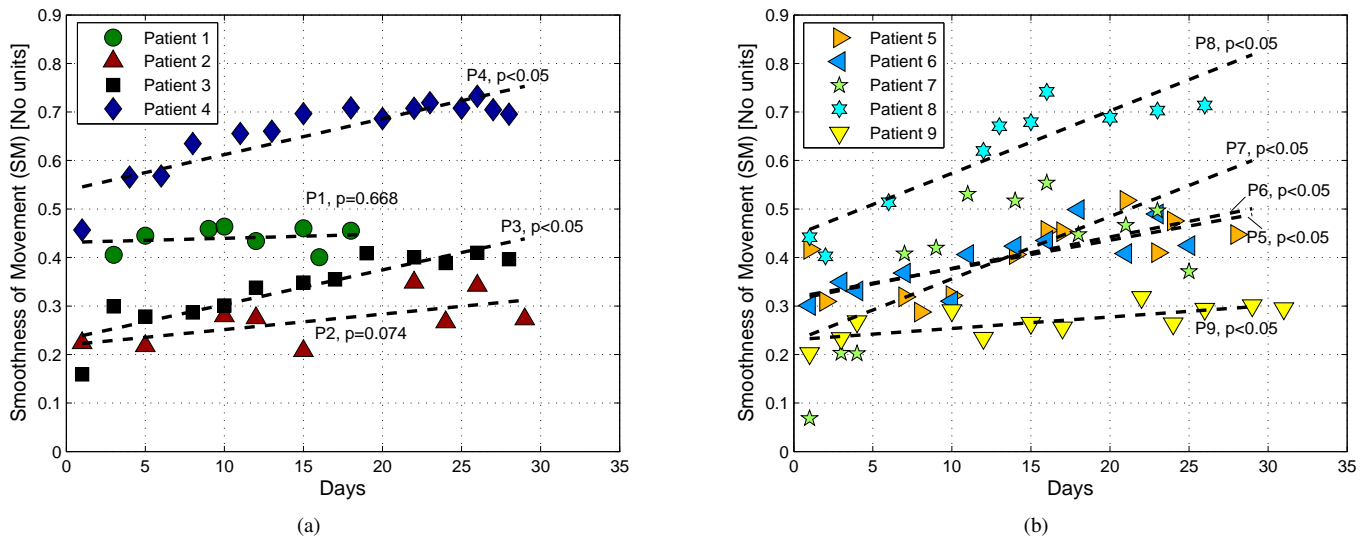 0.9
0.8
0.7
0.6
0.5
0.4
0.3
0.2
0.1
0
Smoothness of Movement (SM) [No units]
Patient 1
Patient 2
Patient 3
Patient 4
P4, p<0.05
P1, p=0.668
P3, p<0.05
P2, p=0.074
0 5 10 15 20 25 30 35
Days
(a)
0.9
0.8
0.7
0.6
0.5
0.4
0.3
0.2
0.1
0
Smoothness of Movement (SM) [No units]
Patient 5
Patient 6
Patient 7
Patient 8
Patient 9
P8, p<0.05
P7, p<0.05
P6, p<0.05
P5, p<0.05
P9, p<0.05
0 5 10 15 20 25 30 35
Days
(b)